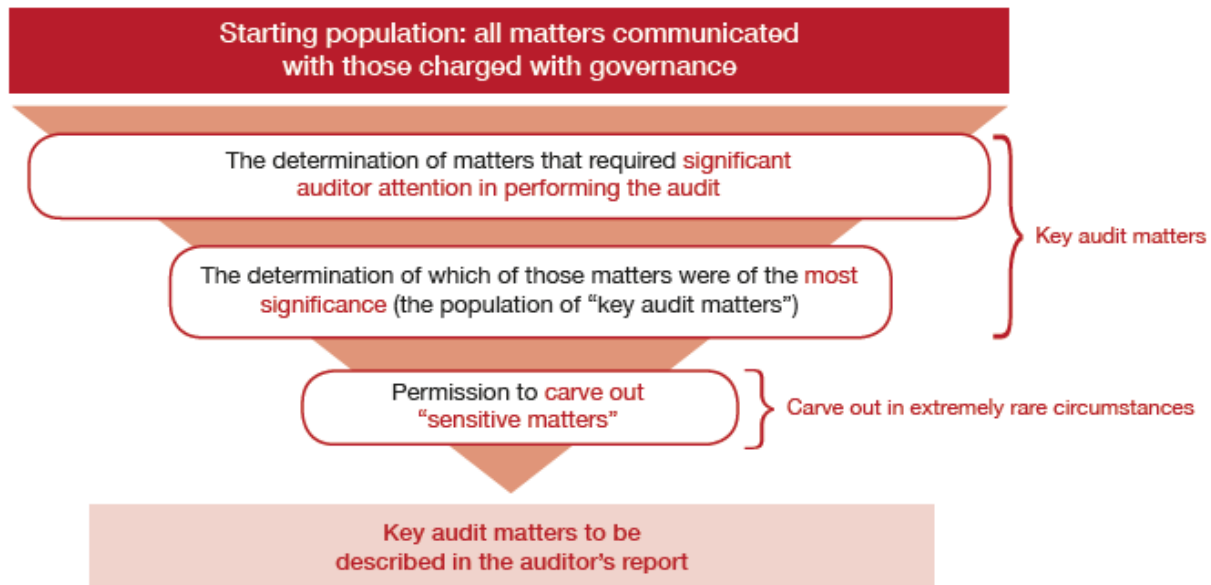 Starting population: all matters communicated
with those charged with governance
The determination of matters that required significant
auditor attention in performing the audit
Key audit matters
The determination of which of those matters were of the most
significance (the population of “key audit matters”)
Permission to carve out
“sensitive matters”
Carve out in extremely rare circumstances
Key audit matters to be
described in the auditor’s report